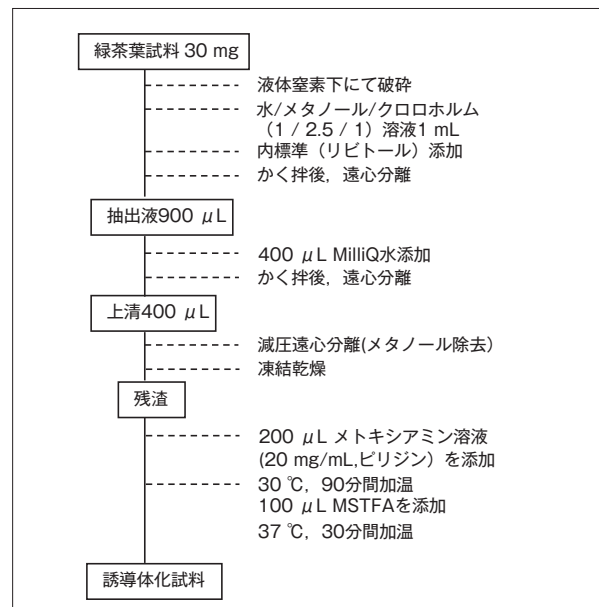 緑茶葉試料 30 mg
液体窒素下にて破砕
水/メタノール/クロロホルム
（1 / 2.5 / 1）溶液1 mL
内標準（リビトール）添加
かく拌後，遠心分離
抽出液900 μL
400 μL MilliQ水添加
かく拌後，遠心分離
上清400 μL
減圧遠心分離(メタノール除去）
凍結乾燥
残渣
200 μL メトキシアミン溶液
(20 mg/mL,ピリジン）を添加
30 ℃，90分間加温
100 μL MSTFAを添加
37 ℃，30分間加温
誘導体化試料